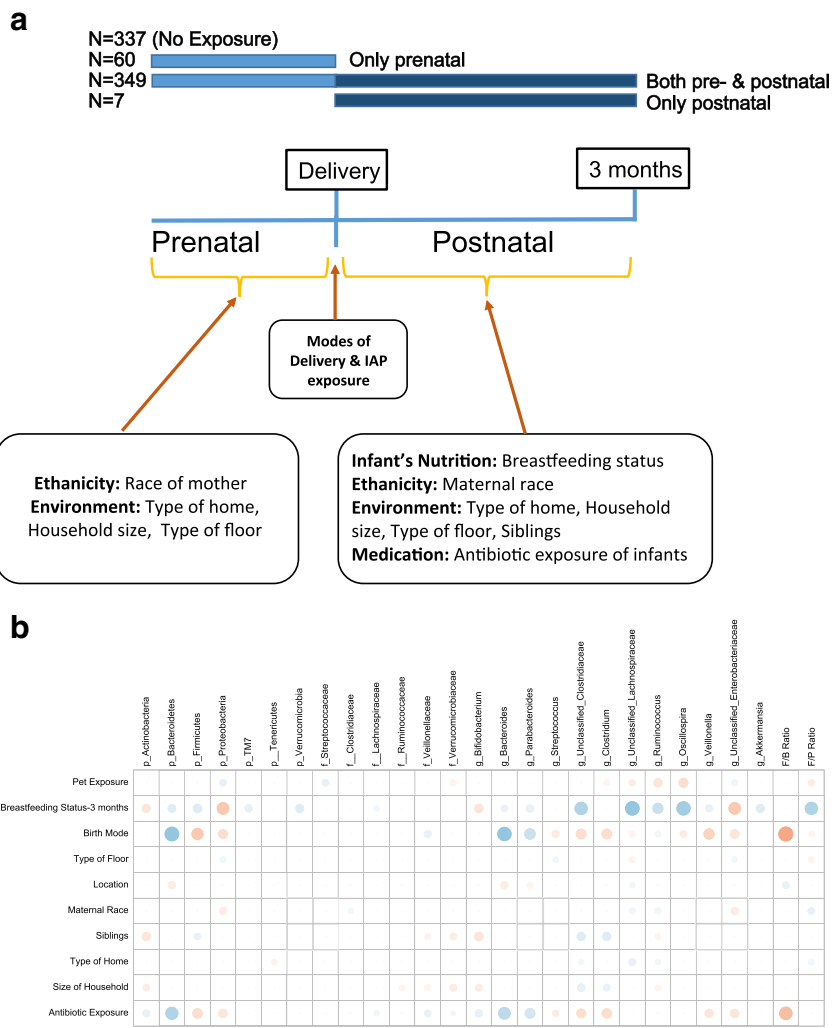 a
N=337 (No Exposure)
N=60 Only prenatal
N=349 Both pre- & postnatal
N=7 Only postnatal
Delivery
3 months
Prenatal
Postnatal
Modes of
Delivery & IAP
exposure
Ethanicity: Race of mother
Environment: Type of home,
Household size, Type of floor
Infant's Nutrition: Breastfeeding status
Ethanicity: Maternal race
Environment: Type of home, Household
size, Type of floor, Siblings
Medication: Antibiotic exposure of infants
b
p_Actinobacteria
p_Bacteroidetes
p_Firmicutes
p_Proteobacteria
p_TM7
p__Tenericutes
p_Verrucomicrobia
f_Streptococcaceae
f__Clostridiaceae
f__Lachnospiraceae
f__Ruminococcaceae
f_Veillonellaceae
f_Verrucomicrobiaceae
g_Bifidobacterium
g_Bacteroides
g_Parabacteroides
g_Streptococcus
g_Unclassified_Clostridiaceae
g_Clostridium
g_Unclassified_Lachnospiraceae
g_Ruminococcus
g_Oscillospira
g_Veillonella
g_Unclassified_Enterobacteriaceae
g_Akkermansia
F/B Ratio
F/P Ratio
Pet Exposure
Breastfeeding Status-3 months
Birth Mode
Type of Floor
Location
Maternal Race
Siblings
Type of Home
Size of Household
Antibiotic Exposure